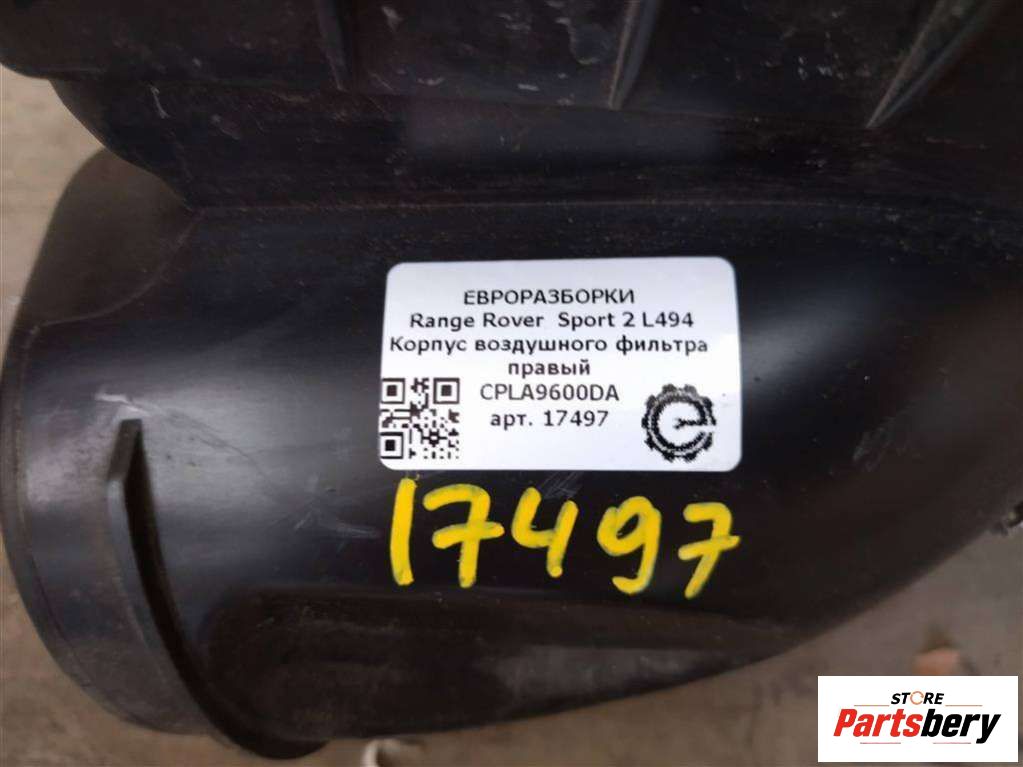 ЕВРОРАЗБОРКИ
Range Rover Sport 2 L494
Корпус воздушного фильтра
правый
CPLA9600DA
арт. 17497
17497
STORE
Partsbery